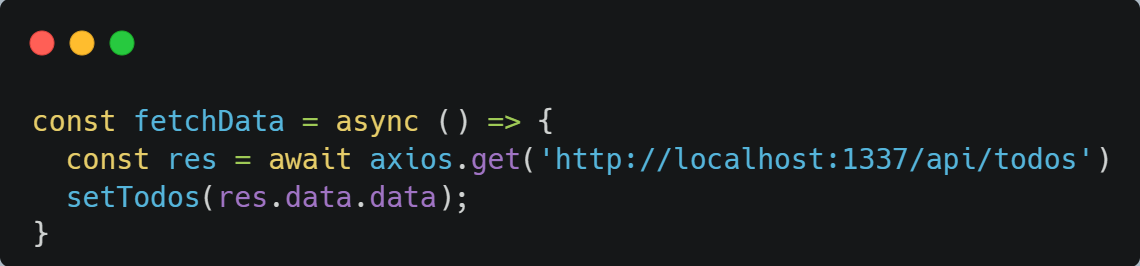 const fetchData = async () => {
  const res = await axios.get('http://localhost:1337/api/todos')
  setTodos(res.data.data);
}